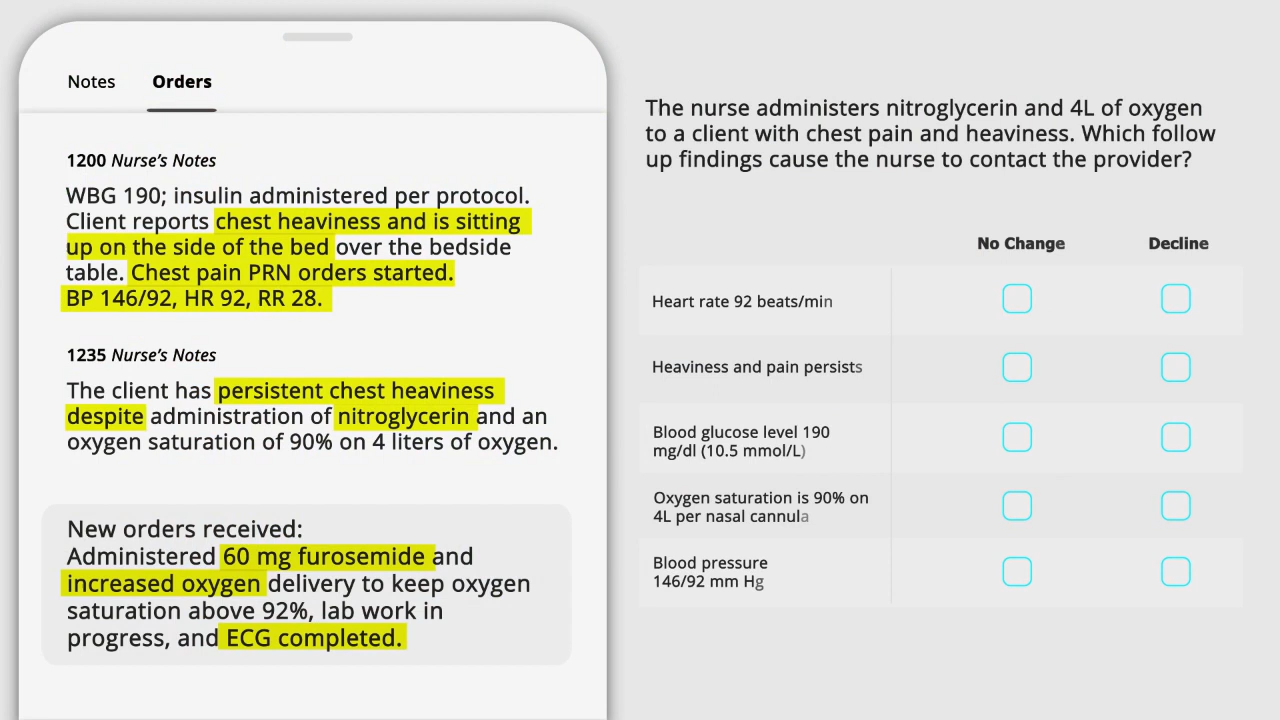 Notes Orders
1200 Nurse's Notes
WBG 190; insulin administered per protocol.
Client reports chest heaviness and is sitting
up on the side of the bed over the bedside
table. Chest pain PRN orders started.
BP 146/92, HR 92, RR 28.
1235 Nurse's Notes
The client has persistent chest heaviness
despite administration of nitroglycerin and an
oxygen saturation of 90% on 4 liters of oxygen.
New orders received:
Administered 60 mg furosemide and
increased oxygen delivery to keep oxygen
saturation above 92%, lab work in
progress, and ECG completed.
The nurse administers nitroglycerin and 4L of oxygen
to a client with chest pain and heaviness. Which follow
up findings cause the nurse to contact the provider?
No Change Decline
Heart rate 92 beats/min
Heaviness and pain persists
Blood glucose level 190
mg/dl (10.5 mmol/L)
Oxygen saturation is 90% on
4L per nasal cannula
Blood pressure
146/92 mm Hg